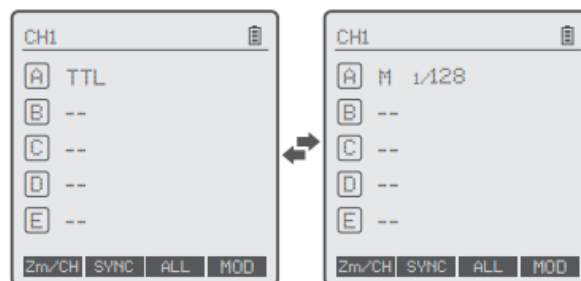 CH1
A TTL
B --
C --
D --
E --
Zm/CH SYNC ALL MOD
CH1
A M 1/128
B --
C --
D --
E --
Zm/CH SYNC ALL MOD